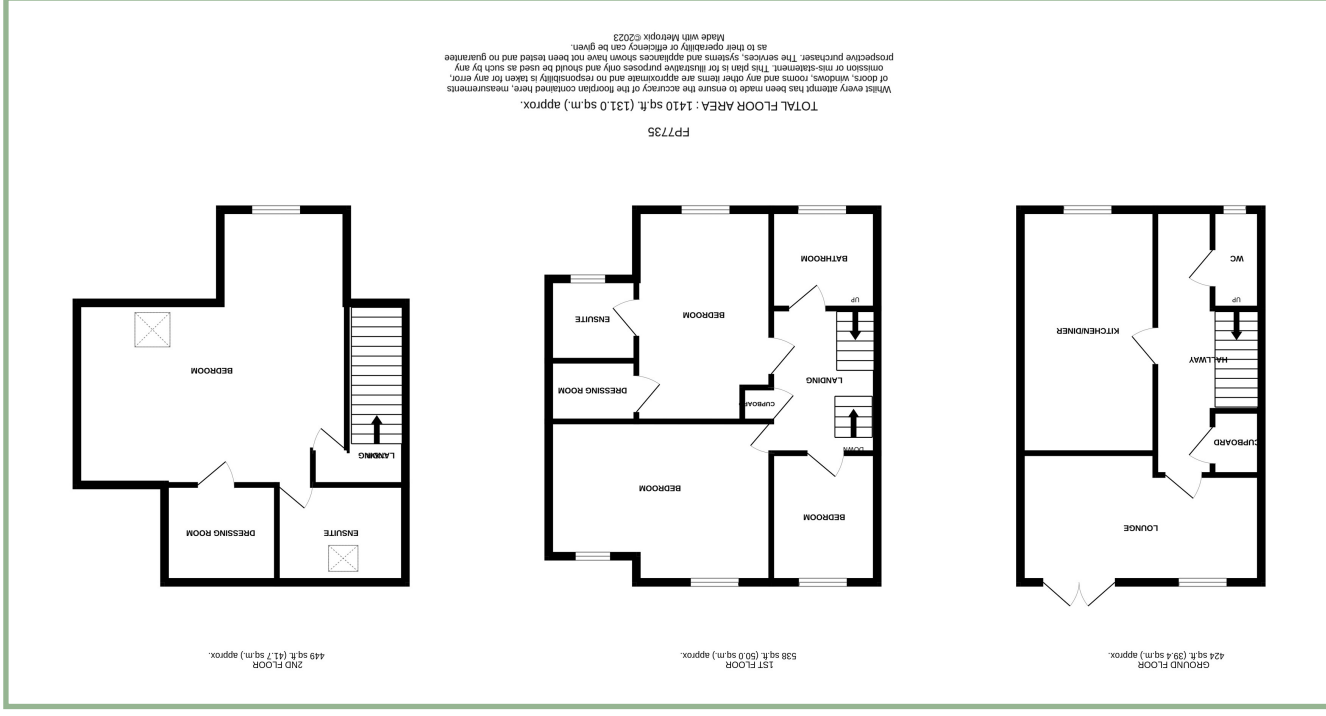 GROUND FLOOR
424 sq.ft. (39.4 sq.m.) approx.
LOUNGE
CUPBOARD
HALLWAY
KITCHEN/DINER
UP
WC
1ST FLOOR
538 sq.ft. (50.0 sq.m.) approx.
BEDROOM
BEDROOM
DOWN
CUPBOARD
DRESSING ROOM
LANDING
ENSUITE
BEDROOM
UP
BATHROOM
2ND FLOOR
449 sq.ft. (41.7 sq.m.) approx.
ENSUITE
DRESSING ROOM
LANDING
BEDROOM
FP7735
TOTAL FLOOR AREA : 1410 sq.ft. (131.0 sq.m.) approx.
Whilst every attempt has been made to ensure the accuracy of the floorplan contained here, measurements
of doors, windows, rooms and any other items are approximate and no responsibility is taken for any error,
omission or mis-statement. This plan is for illustrative purposes only and should be used as such by any
prospective purchaser. The services, systems and appliances shown have not been tested and no guarantee
as to their operability or efficiency can be given.
Made with Metropix ©2023